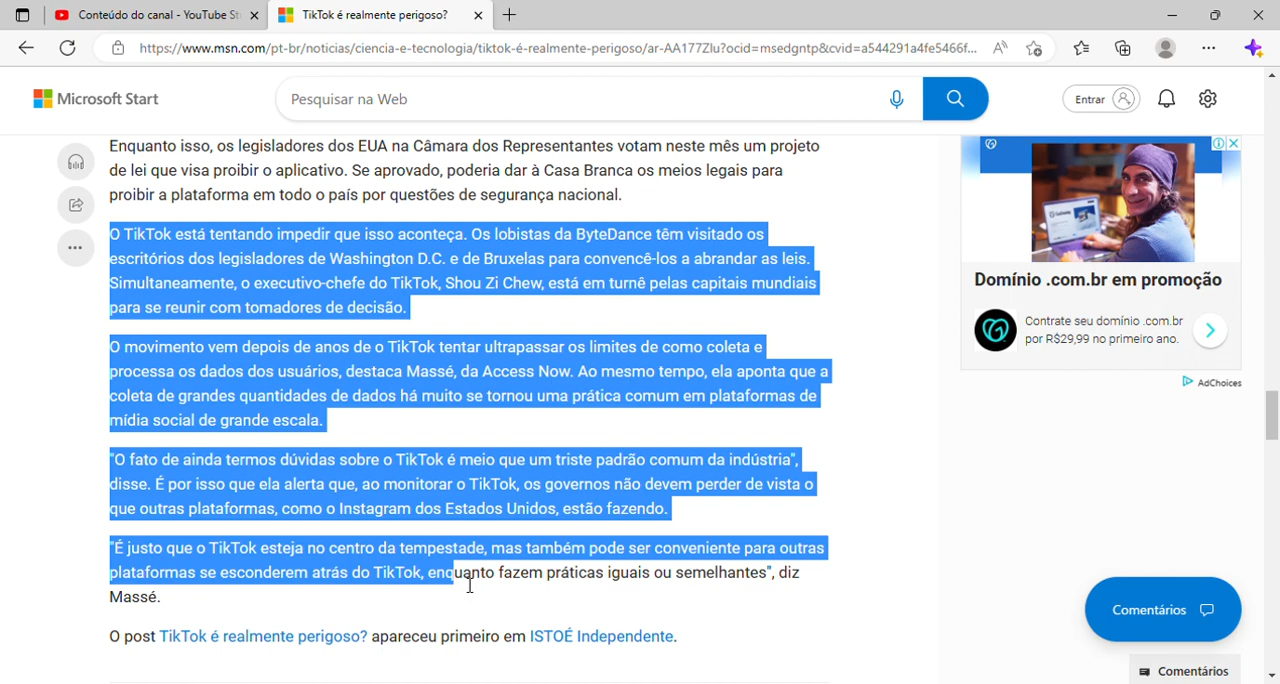 Conteúdo do canal - YouTube St
TikTok é realmente perigoso?
https://www.msn.com/pt-br/noticias/ciencia-e-tecnologia/tiktok-é-realmente-perigoso/ar-AA177Zlu?ocid=msedgntp&cvid=a544291a4fe5466f...
Microsoft Start
Pesquisar na Web
Entrar
Enquanto isso, os legisladores dos EUA na Câmara dos Representantes votam neste mês um projeto
de lei que visa proibir o aplicativo. Se aprovado, poderia dar à Casa Branca os meios legais para
proibir a plataforma em todo o país por questões de segurança nacional.
O TikTok está tentando impedir que isso aconteça. Os lobistas da ByteDance têm visitado os
escritórios dos legisladores de Washington D.C. e de Bruxelas para convencê-los a abrandar as leis.
Simultaneamente, o executivo-chefe do TikTok, Shou Zi Chew, está em turnê pelas capitais mundiais
para se reunir com tomadores de decisão.
O movimento vem depois de anos de o TikTok tentar ultrapassar os limites de como coleta e
processa os dados dos usuários, destaca Massé, da Access Now. Ao mesmo tempo, ela aponta que a
coleta de grandes quantidades de dados há muito se tornou uma prática comum em plataformas de
mídia social de grande escala.
"O fato de ainda termos dúvidas sobre o TikTok é meio que um triste padrão comum da indústria",
disse. É por isso que ela alerta que, ao monitorar o TikTok, os governos não devem perder de vista o
que outras plataformas, como o Instagram dos Estados Unidos, estão fazendo.
"É justo que o TikTok esteja no centro da tempestade, mas também pode ser conveniente para outras
plataformas se esconderem atrás do TikTok, enquanto fazem práticas iguais ou semelhantes", diz
Massé.
O post TikTok é realmente perigoso? apareceu primeiro em ISTOÉ Independente.
Domínio .com.br em promoção
Contrate seu domínio .com.br
por R$29,99 no primeiro ano.
AdChoices
Comentários
Comentários